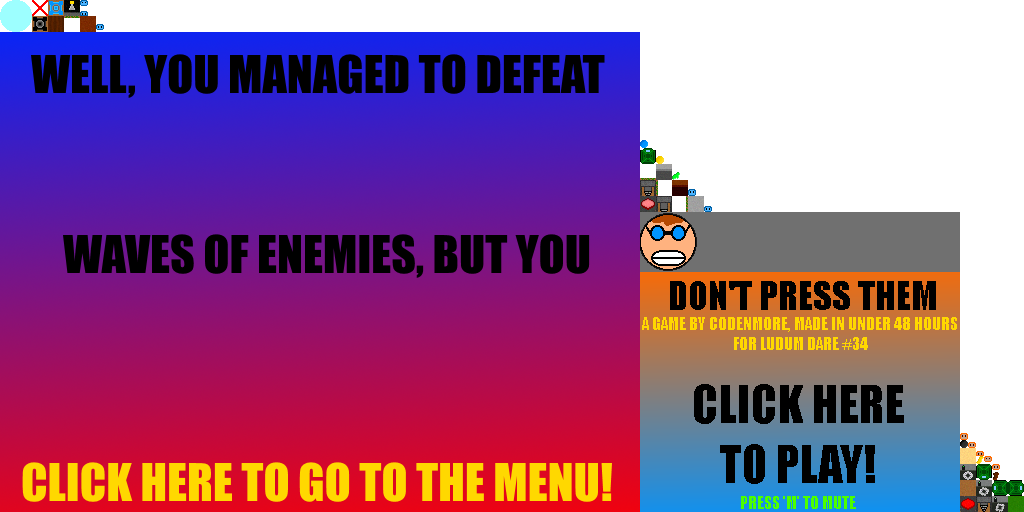 WELL, YOU MANAGED TO DEFEAT
WAVES OF ENEMIES, BUT YOU
CLICK HERE TO GO TO THE MENU!
DON'T PRESS THEM
A GAME BY CODENMORE, MADE IN UNDER 48 HOURS
FOR LUDUM DARE #34
CLICK HERE
TO PLAY!
PRESS 'M' TO MUTE